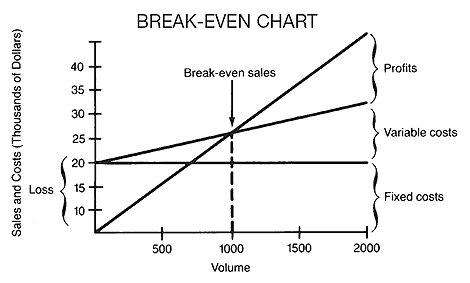 BREAK-EVEN CHART
Sales and Costs (Thousands of Dollars)
40
35
30
25
20
15
10
Loss
Break-even sales
Profits
Variable costs
Fixed costs
500
1000
1500
2000
Volume